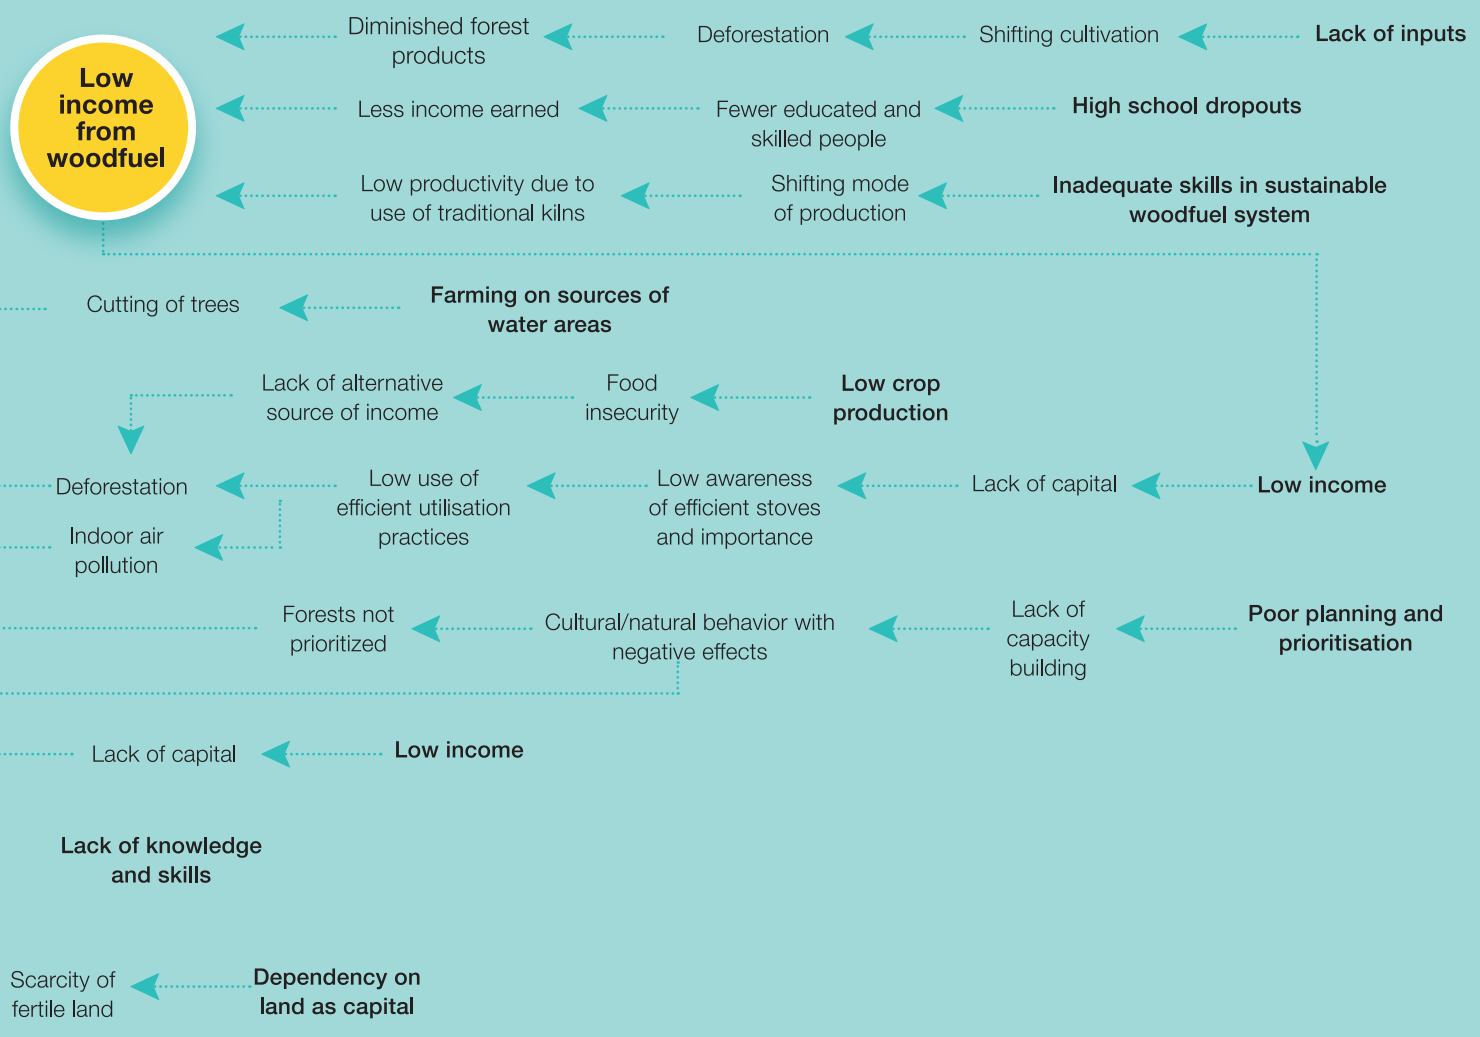 Low
income
from
woodfuel
Diminished forest
products
Deforestation
Shifting cultivation
Lack of inputs
Less income earned
Fewer educated and
skilled people
High school dropouts
Low productivity due to
use of traditional kilns
Shifting mode
of production
Inadequate skills in sustainable
woodfuel system
Cutting of trees
Farming on sources of
water areas
Lack of alternative
source of income
Food
insecurity
Low crop
production
Deforestation
Low use of
efficient utilisation
practices
Low awareness
of efficient stoves
and importance
Lack of capital
Low income
Indoor air
pollution
Forests not
prioritized
Cultural/natural behavior with
negative effects
Lack of
capacity
building
Poor planning and
prioritisation
Lack of capital
Low income
Lack of knowledge
and skills
Scarcity of
fertile land
Dependency on
land as capital